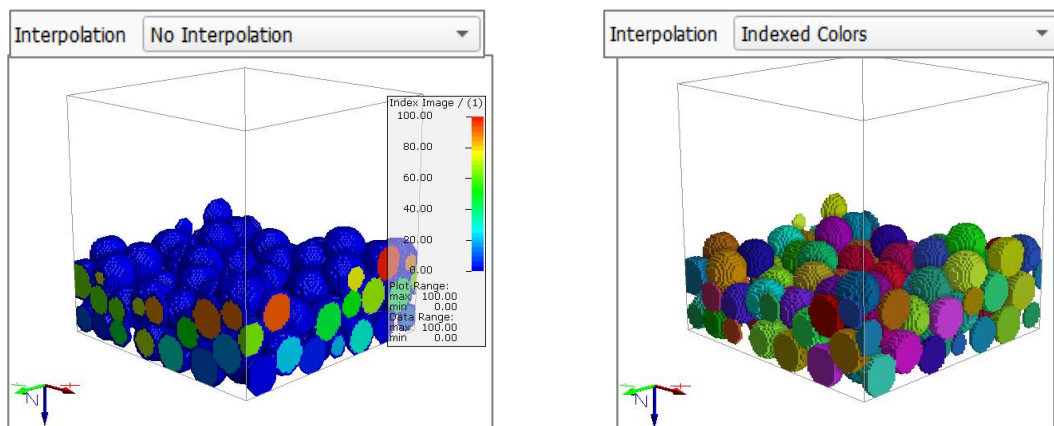 Interpolation No Interpolation
Index Image / (1)
100.00
80.00
60.00
40.00
20.00
0.00
Plot Range:
max 100.00
min 0.00
Data Range:
max 100.00
min 0.00
Interpolation Indexed Colors